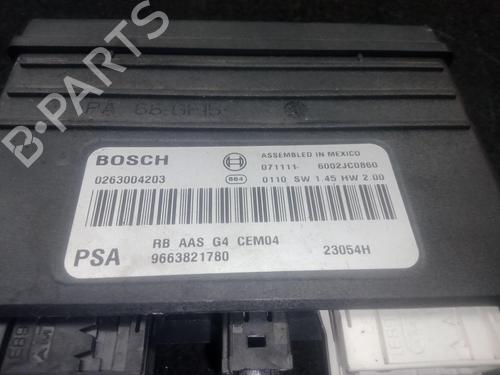 B-PARTS
PA 66-GF15
BOSCH
ASSEMBLED IN MEXICO
071111- 6002JC0860
0263004203
664
0110 SW 1.45 HW 2.00
RB AAS G4 CEM04
PSA
9663821780
23054H